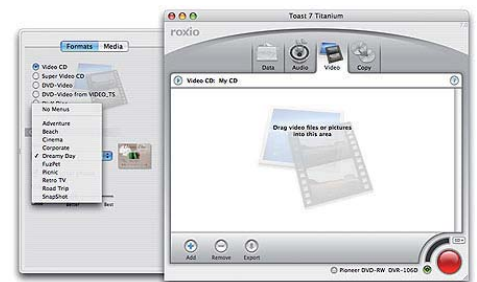 Toast 7 Titanium
roxio
Formats Media
Data Audio Video Copy
Video CD
Super Video CD
DVD-Video
DVD-Video from VIDEO_TS
No Menus
Adventure
Beach
Cinema
Corporate
✓ Dreamy Day
FuzPet
Picnic
Retro TV
Road Trip
SnapShot
Best
Video CD: My CD
Drag video files or pictures
into this area
Add Remove Export
Pioneer DVD-RW DVR-106D